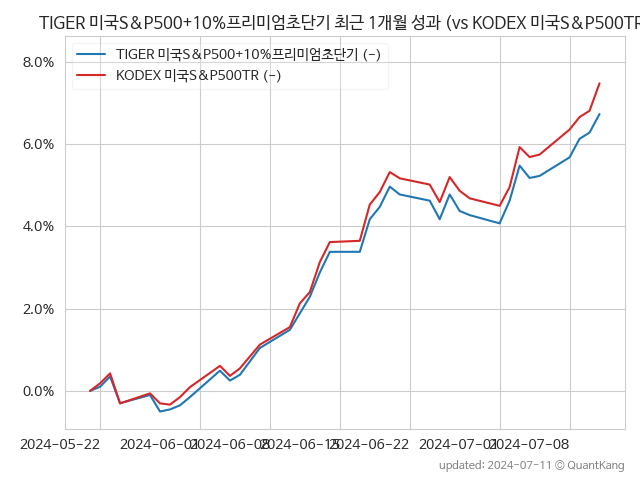 TIGER 미국S&P500+10%프리미엄초단기 최근 1개월 성과 (vs KODEX 미국S&P500TR
TIGER 미국S&P500+10%프리미엄초단기 (-)
KODEX 미국S&P500TR (-)
8.0%
6.0%
4.0%
2.0%
0.0%
2024-05-22 2024-06-01 2024-06-08 2024-06-15 2024-06-22 2024-07-01 2024-07-08
updated: 2024-07-11 © QuantKang